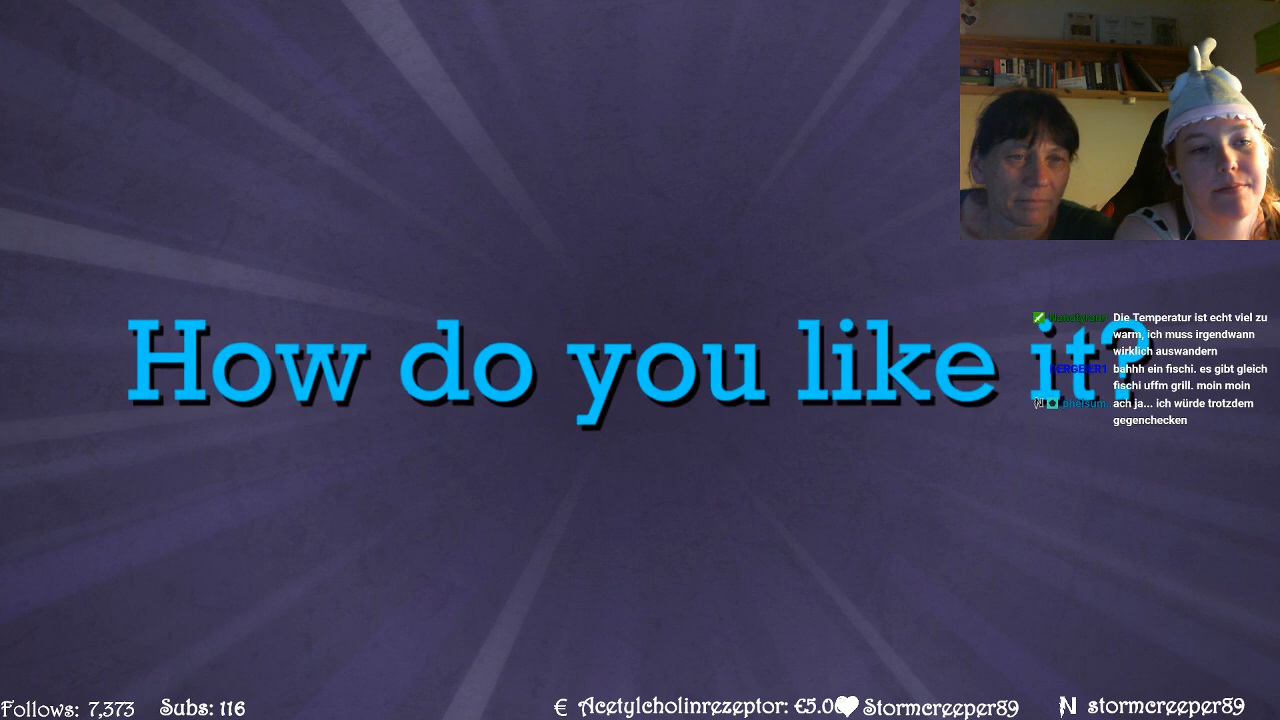 How do you like it?
Die Temperatur ist echt viel zu
warm, ich muss irgendwann
wirklich auswandern
bahhh ein fischi. es gibt gleich
fischi uffm grill. moin moin
ach ja... ich würde trotzdem
gegenchecken
Follows: 7,373
Subs: 116
€ Acetylcholinrezeptor: €5.0
Stormcreeper89
N stormcreeper89